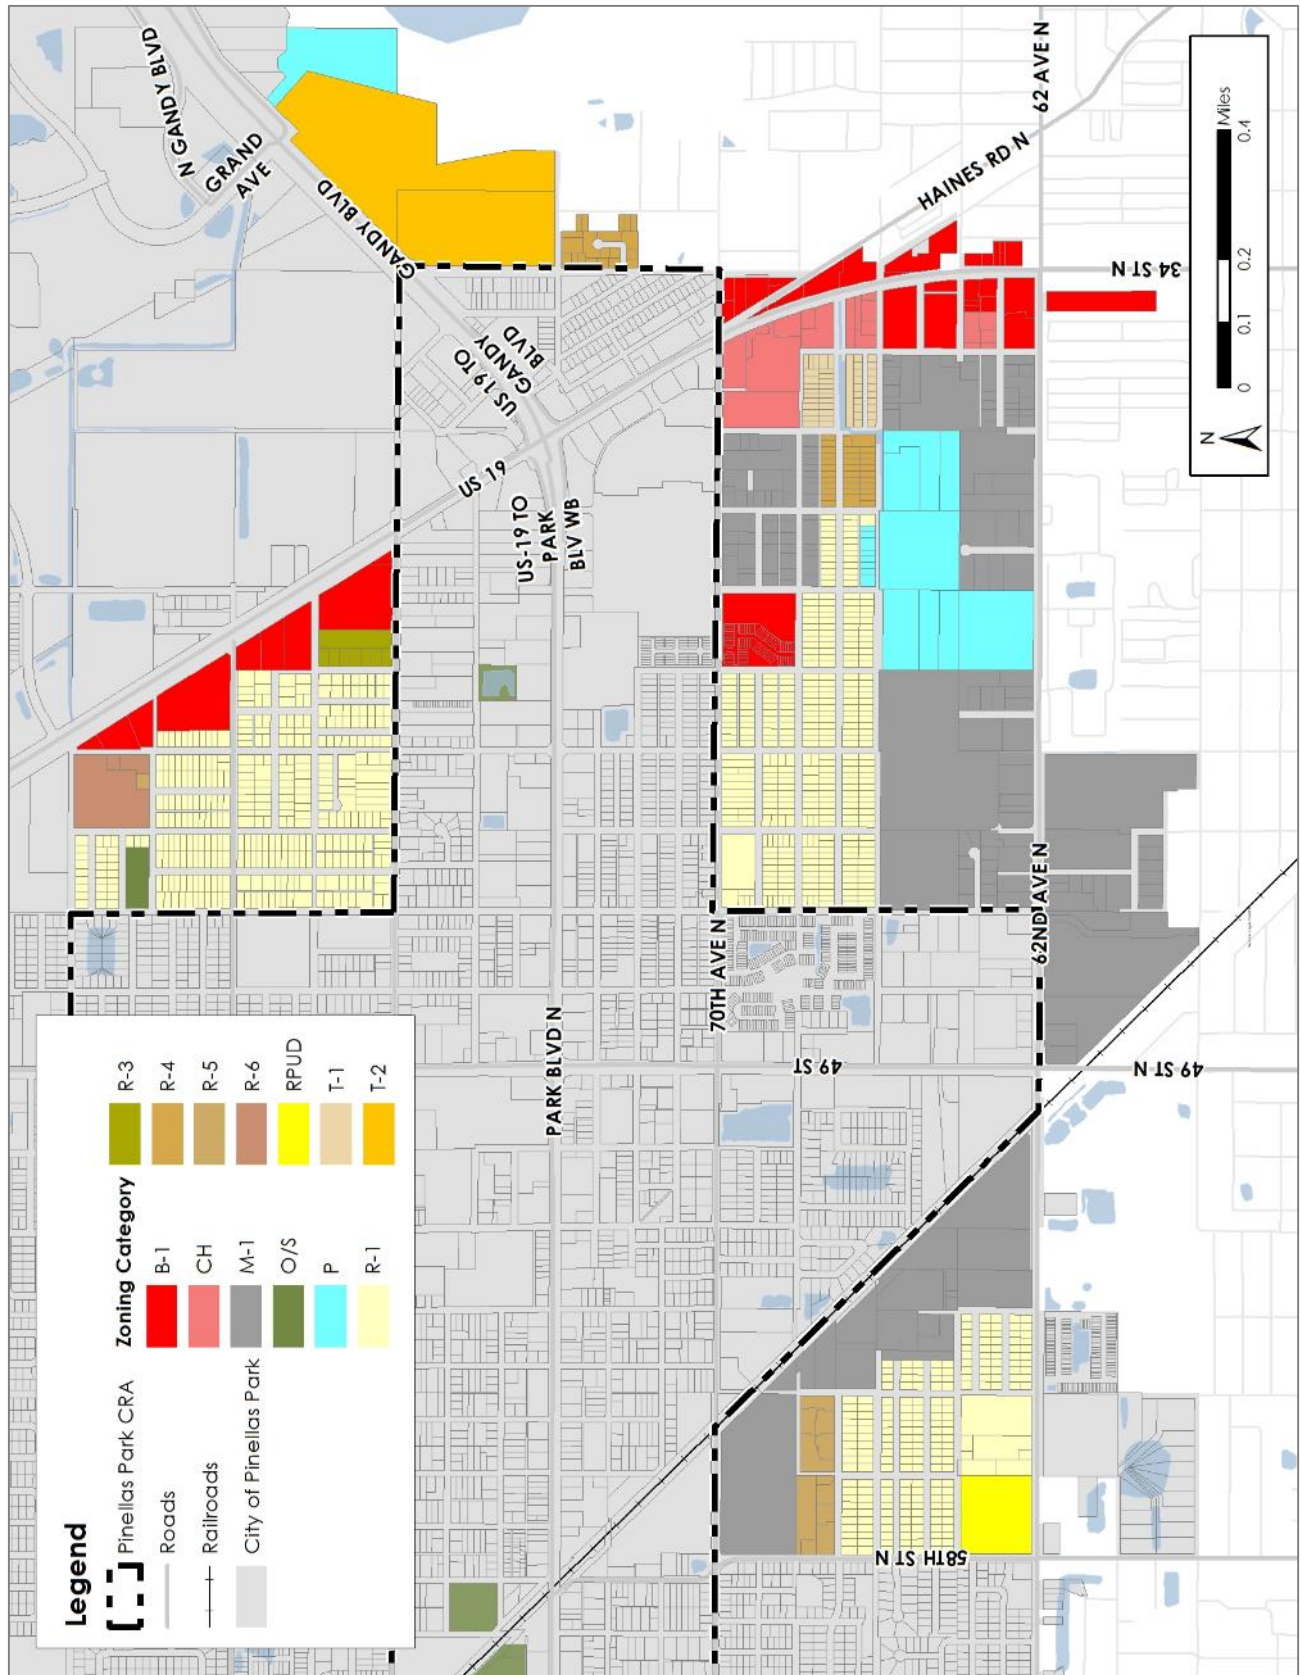 Legend
Pinellas Park CRA
Roads
Railroads
City of Pinellas Park
Zoning Category
B-1
CH
M-1
O/S
P
R-1
R-3
R-4
R-5
R-6
RPUD
T-1
T-2
N GANDY BLVD
GRAND
AVE
GANDY BLVD
US 19 TO
GANDY
BLVD
US 19
US-19 TO
PARK
BLV WB
PARK BLVD N
70TH AVE N
49 ST
HAINES RD N
34 ST N
62 AVE N
62ND AVE N
49 ST N
58TH ST N
N
0
0.1
0.2
0.4
Miles